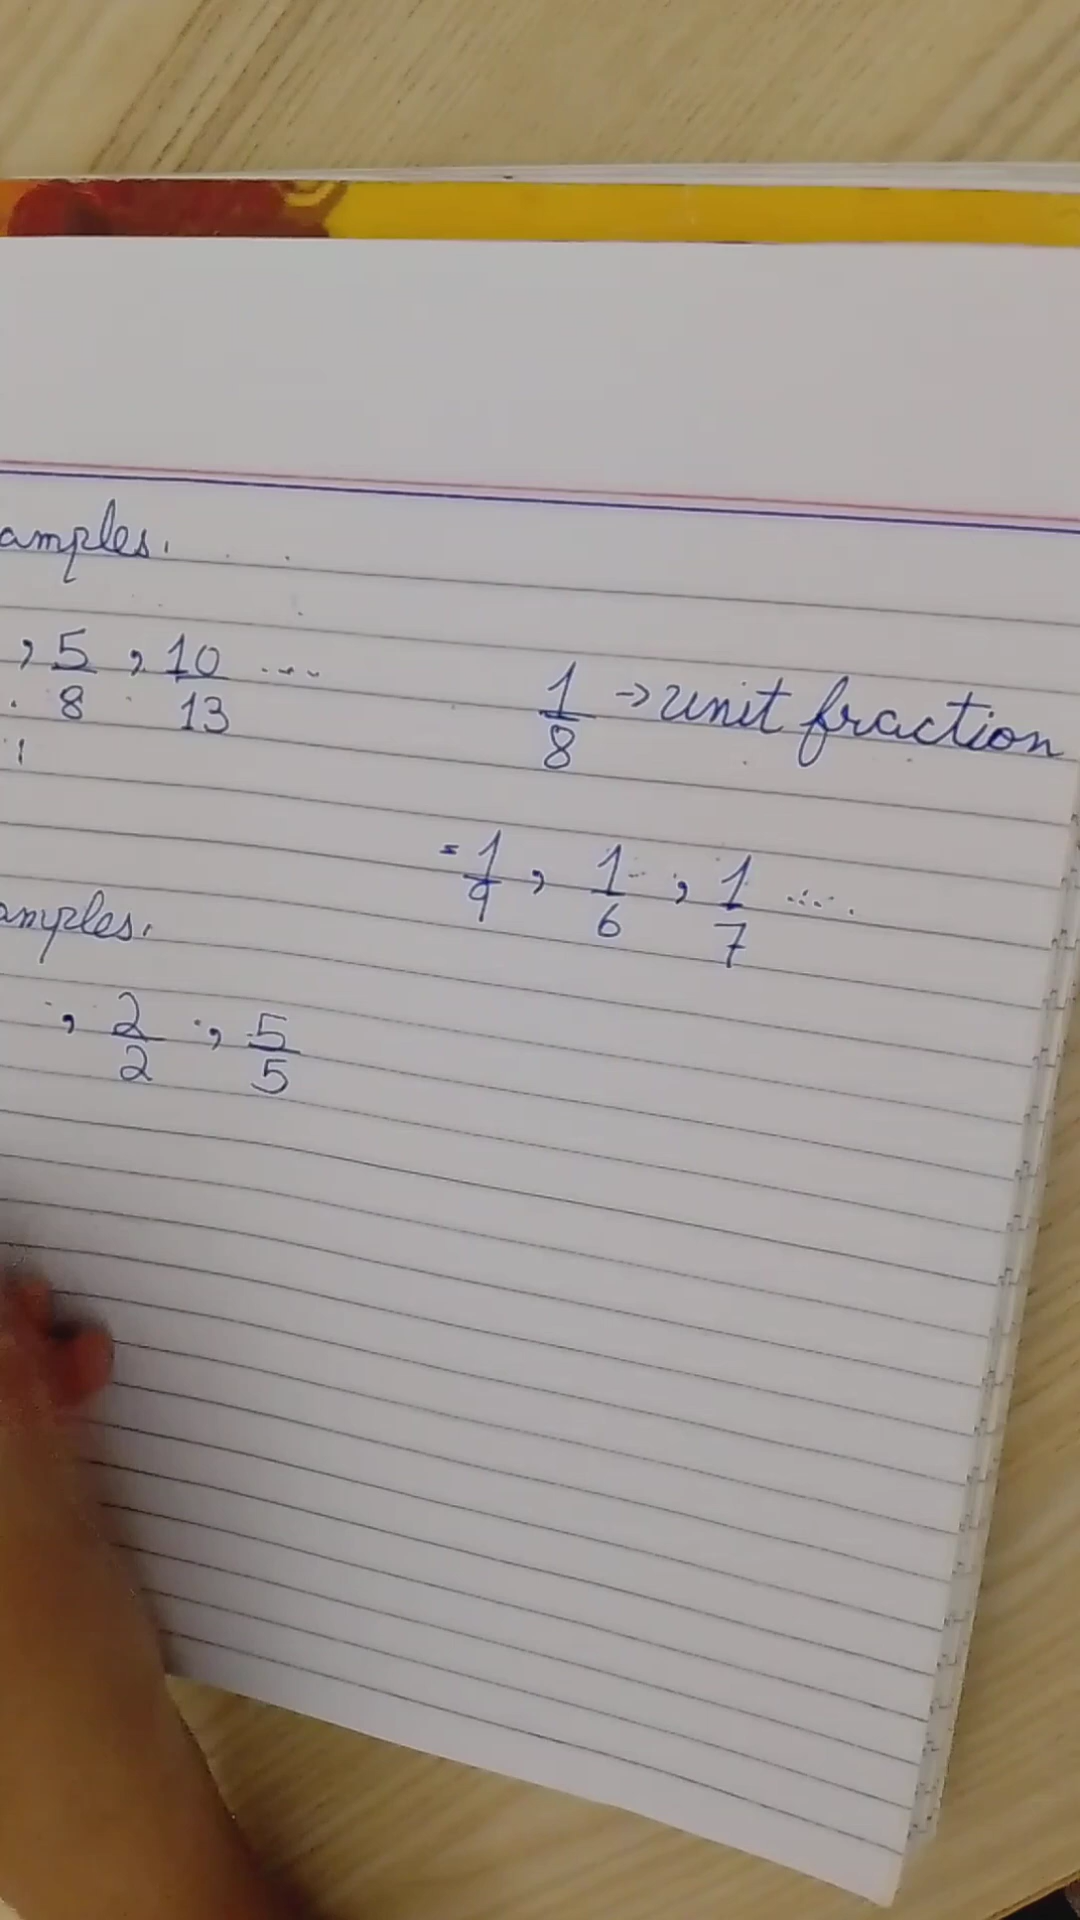 amples.
, 5/8 , 10/13 ....
1/8 → unit fraction
= 1/9 , 1/6 , 1/7 .....
amples.
, 2/2 , 5/5